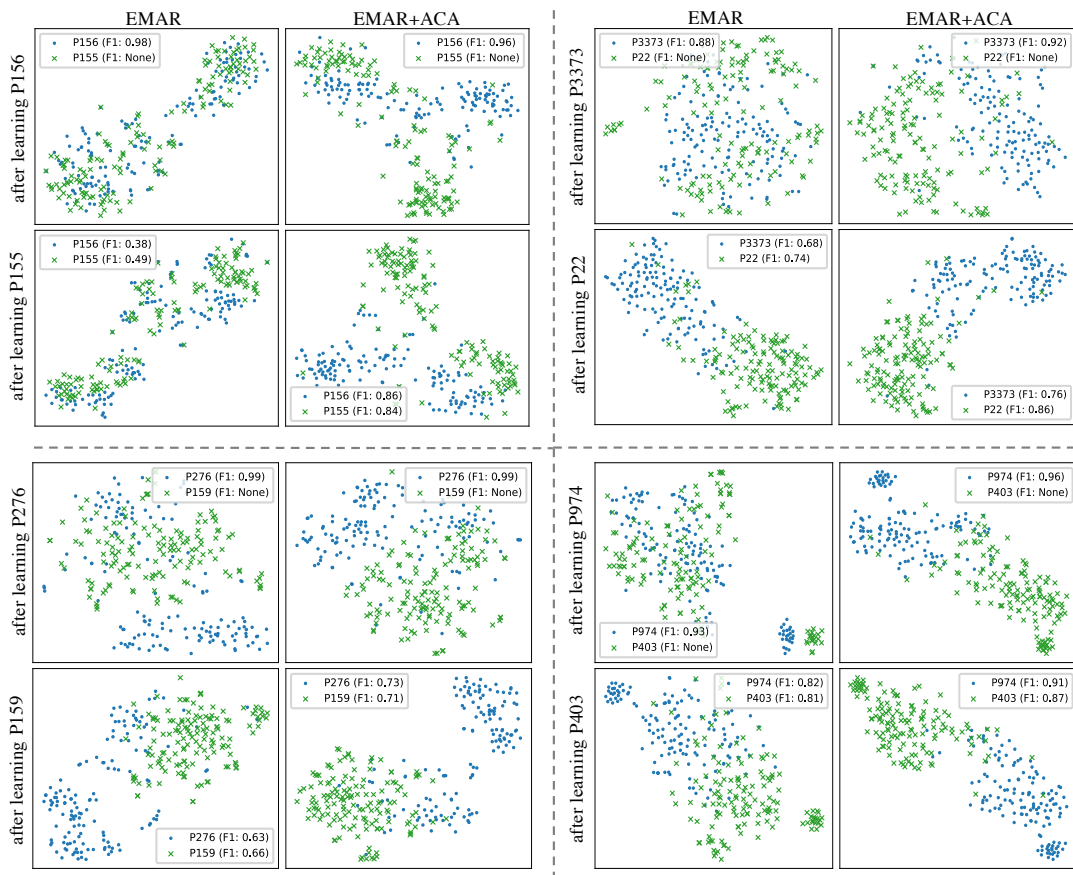 EMAR
EMAR+ACA
EMAR
EMAR+ACA
after learning P156
P156 (F1: 0.98)
P155 (F1: None)
P156 (F1: 0.96)
P155 (F1: None)
after learning P3373
P3373 (F1: 0.88)
P22 (F1: None)
P3373 (F1: 0.92)
P22 (F1: None)
after learning P155
P156 (F1: 0.38)
P155 (F1: 0.49)
P156 (F1: 0.86)
P155 (F1: 0.84)
after learning P22
P3373 (F1: 0.68)
P22 (F1: 0.74)
P3373 (F1: 0.76)
P22 (F1: 0.86)
after learning P276
P276 (F1: 0.99)
P159 (F1: None)
P276 (F1: 0.99)
P159 (F1: None)
after learning P974
P974 (F1: 0.93)
P403 (F1: None)
P974 (F1: 0.96)
P403 (F1: None)
after learning P159
P276 (F1: 0.63)
P159 (F1: 0.66)
P276 (F1: 0.73)
P159 (F1: 0.71)
after learning P403
P974 (F1: 0.82)
P403 (F1: 0.81)
P974 (F1: 0.91)
P403 (F1: 0.87)